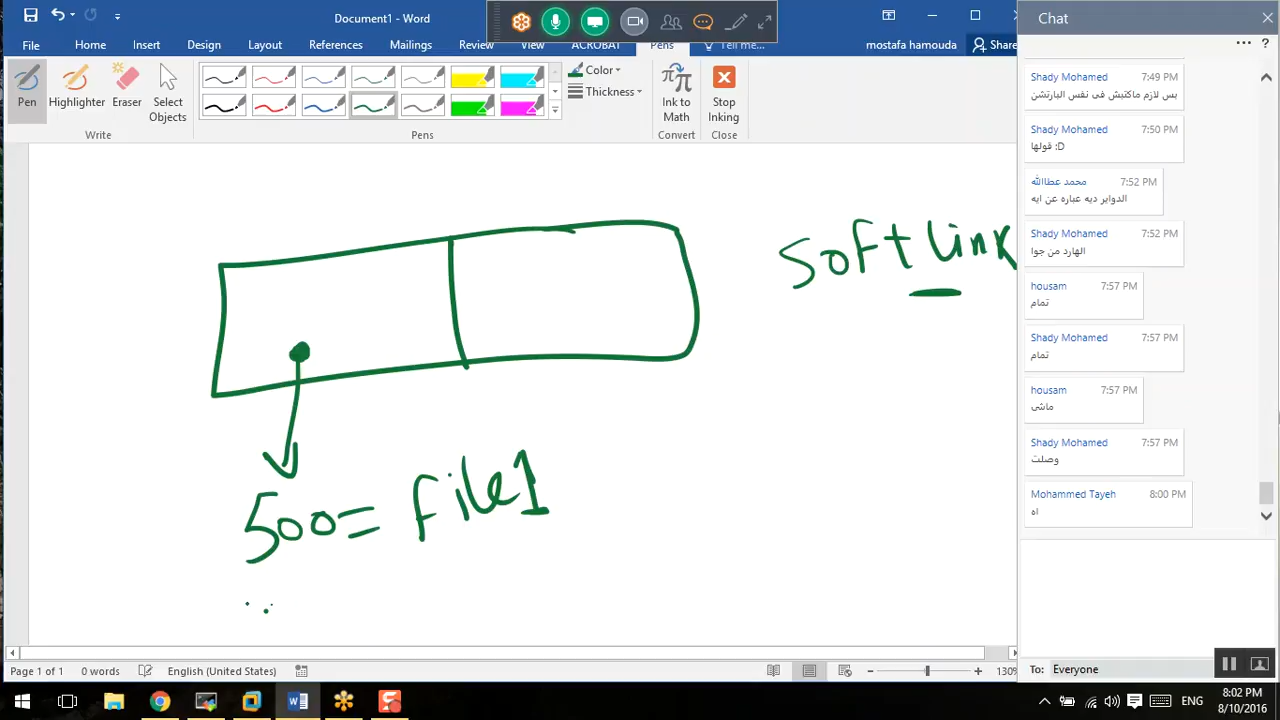 Document1 - Word
File
Home
Insert
Design
Layout
References
Mailings
Review
View
ACROBAT
Pens
Tell me...
mostafa hamouda
Share
Pen
Highlighter
Eraser
Select Objects
Color
Thickness
Ink to Math
Stop Inking
Write
Pens
Convert
Close
soft link
500= file1
Chat
Shady Mohamed 7:49 PM
بس لازم ماكتبش فى نفس البارتشن
Shady Mohamed 7:50 PM
قولها :D
محمد عطاالله 7:52 PM
الدواير ديه عباره عن ايه
Shady Mohamed 7:52 PM
الهارد من جوا
housam 7:57 PM
تمام
Shady Mohamed 7:57 PM
تمام
housam 7:57 PM
ماشى
Shady Mohamed 7:57 PM
وصلت
Mohammed Tayeh 8:00 PM
اه
To: Everyone
Page 1 of 1
0 words
English (United States)
130%
ENG
8:02 PM
8/10/2016